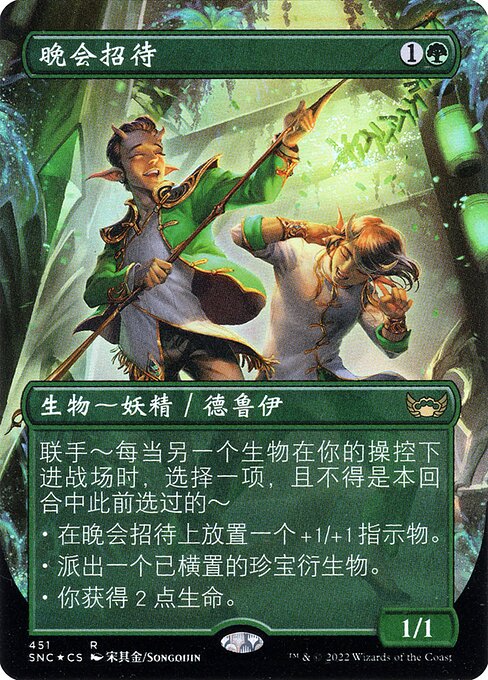 晚会招待 1
生物～妖精／德鲁伊
联手～每当另一个生物在你的操控下
进战场时，选择一项，且不得是本回
合中此前选过的～
•在晚会招待上放置一个+1/+1指示物。
•派出一个已横置的珍宝衍生物。
•你获得2点生命。
1/1
451 R
SNC★CS 宋其金/SONGQIJIN
™ & © 2022 Wizards of the Coast